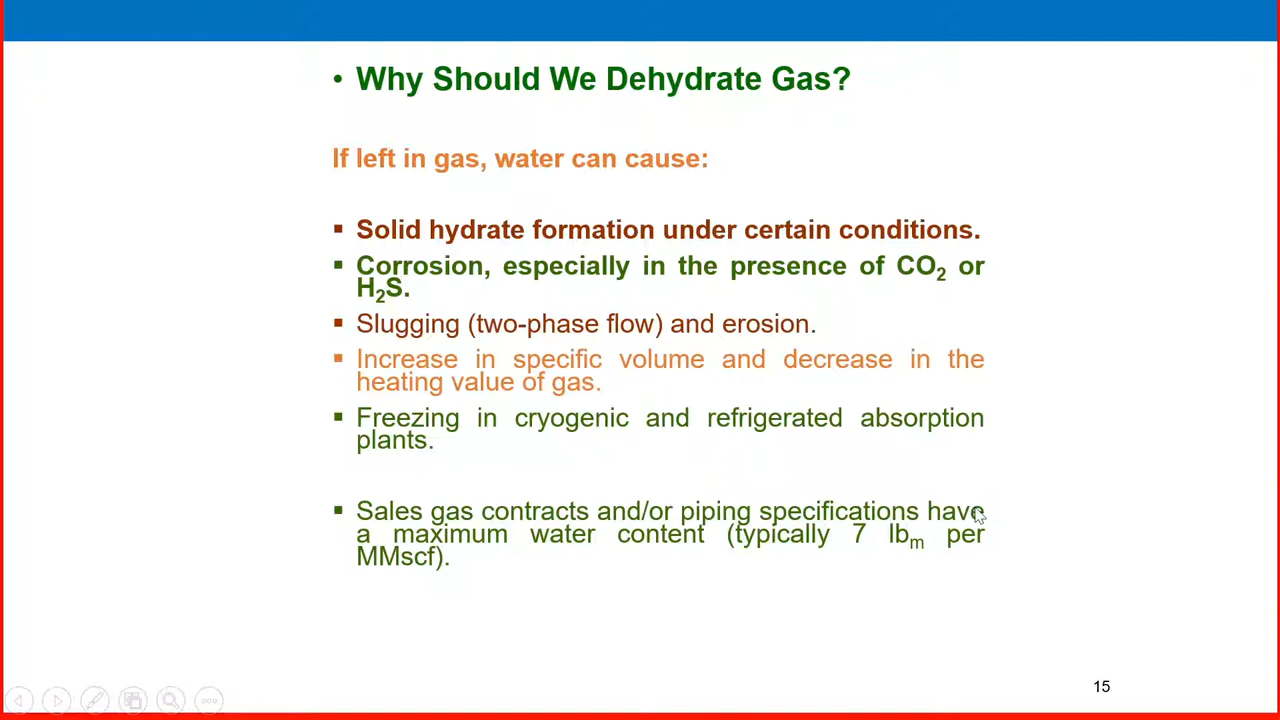 • Why Should We Dehydrate Gas?
If left in gas, water can cause:
▪ Solid hydrate formation under certain conditions.
▪ Corrosion, especially in the presence of CO₂ or
H₂S.
▪ Slugging (two-phase flow) and erosion.
▪ Increase in specific volume and decrease in the
heating value of gas.
▪ Freezing in cryogenic and refrigerated absorption
plants.
▪ Sales gas contracts and/or piping specifications have
a maximum water content (typically 7 lbₘ per
MMscf).
15